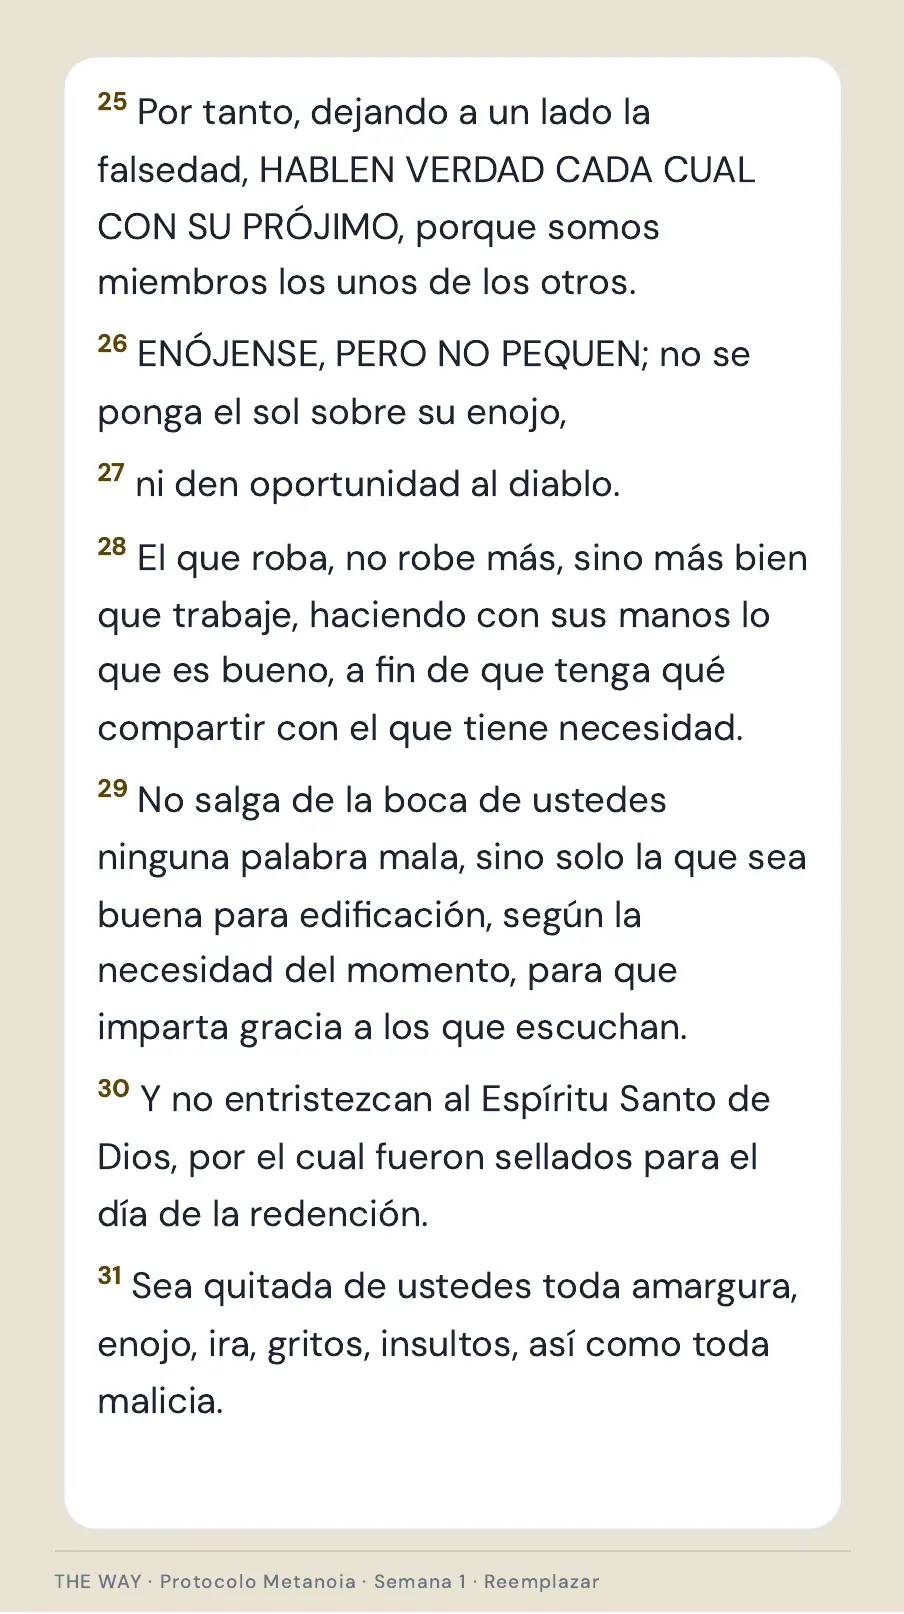 25 Por tanto, dejando a un lado la
falsedad, HABLEN VERDAD CADA CUAL
CON SU PRÓJIMO, porque somos
miembros los unos de los otros.
26 ENÓJENSE, PERO NO PEQUEN; no se
ponga el sol sobre su enojo,
27 ni den oportunidad al diablo.
28 El que roba, no robe más, sino más bien
que trabaje, haciendo con sus manos lo
que es bueno, a fin de que tenga qué
compartir con el que tiene necesidad.
29 No salga de la boca de ustedes
ninguna palabra mala, sino solo la que sea
buena para edificación, según la
necesidad del momento, para que
imparta gracia a los que escuchan.
30 Y no entristezcan al Espíritu Santo de
Dios, por el cual fueron sellados para el
día de la redención.
31 Sea quitada de ustedes toda amargura,
enojo, ira, gritos, insultos, así como toda
malicia.
THE WAY · Protocolo Metanoia · Semana 1 · Reemplazar